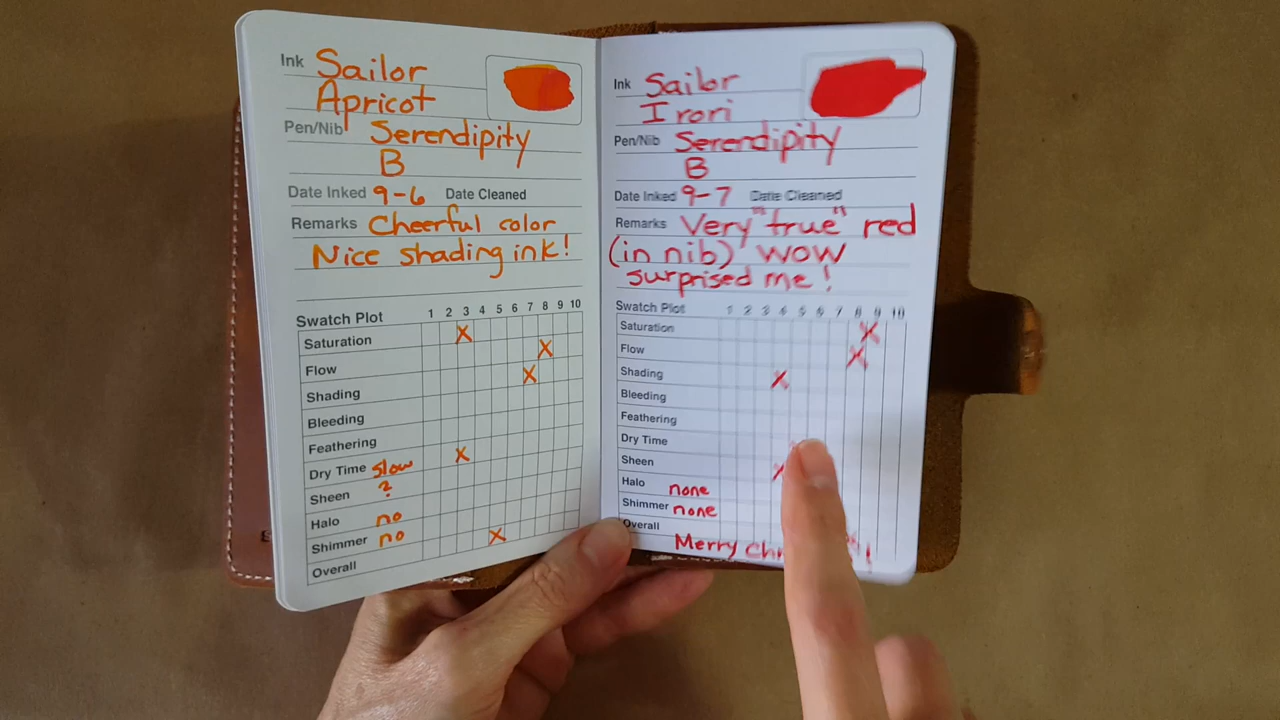 Ink Sailor
Apricot
Pen/Nib Serendipity
B
Date Inked 9-6 Date Cleaned
Remarks Cheerful color
Nice shading ink!
Swatch Plot 1 2 3 4 5 6 7 8 9 10
Saturation X
Flow X
Shading X
Bleeding
Feathering
Dry Time slow X
Sheen ?
Halo no
Shimmer no
Overall X
Ink Sailor
Irori
Pen/Nib Serendipity
B
Date Inked 9-7 Date Cleaned
Remarks Very "true" red
(in nib) wow
surprised me!
Swatch Plot 1 2 3 4 5 6 7 8 9 10
Saturation X
Flow X
Shading X
Bleeding
Feathering
Dry Time
Sheen X
Halo none
Shimmer none
Overall
Merry